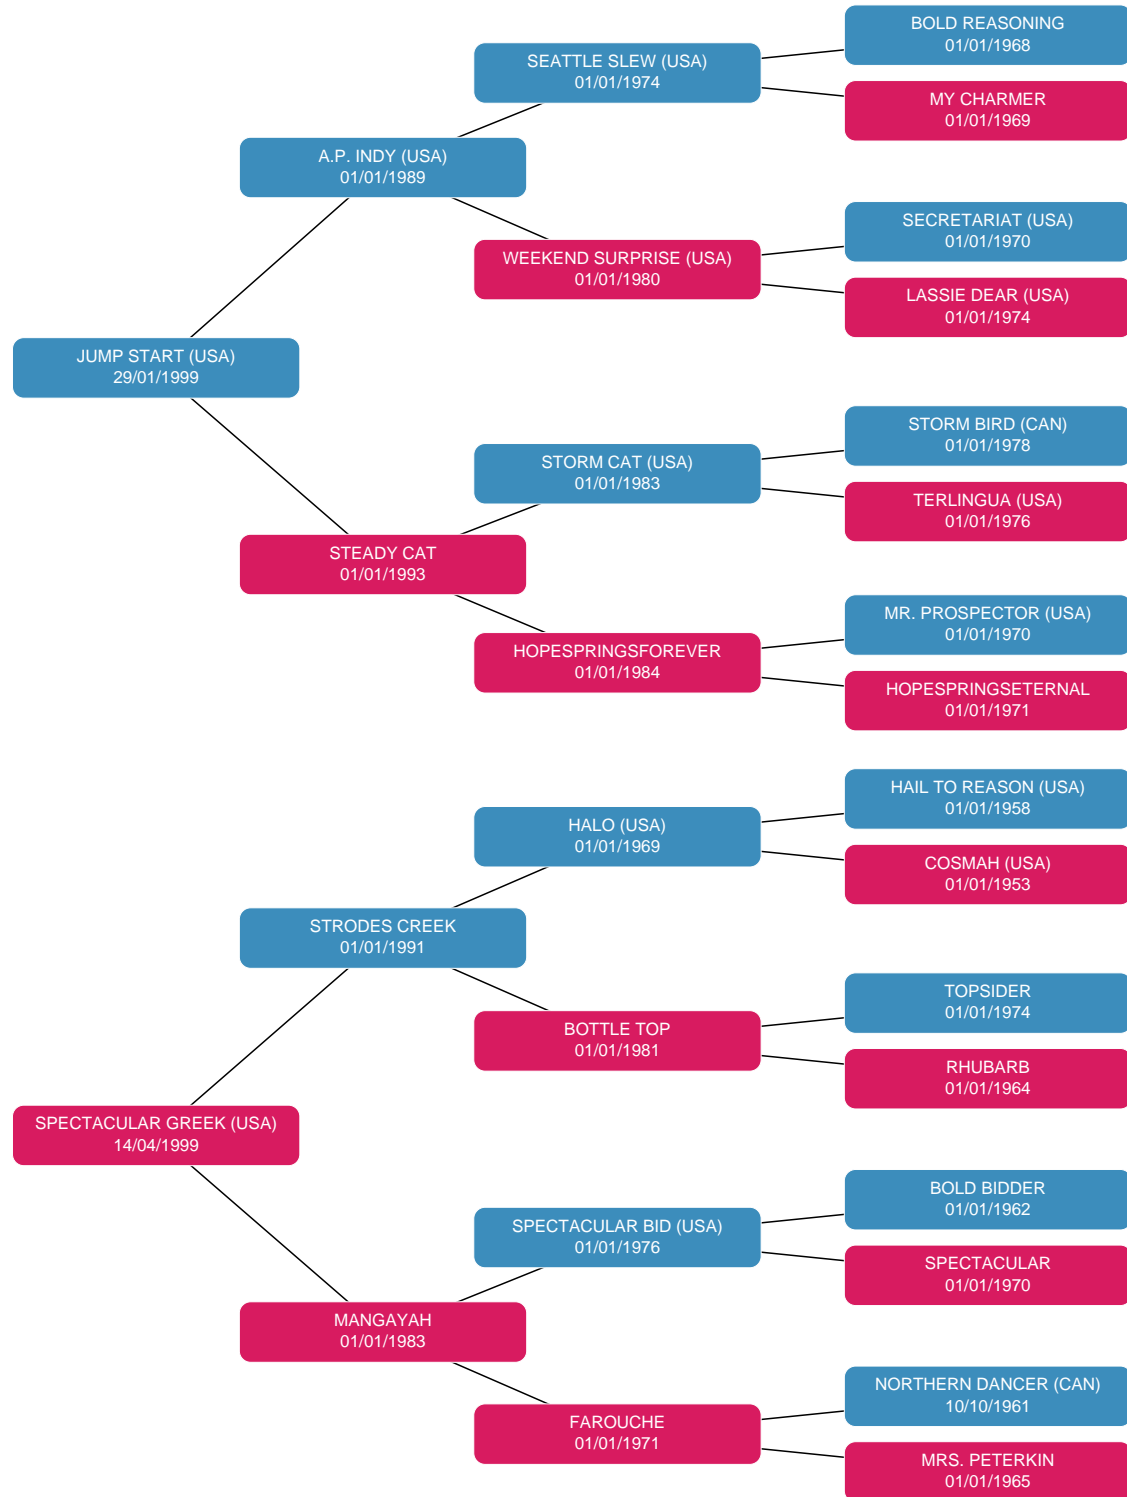 BOLD REASONING
01/01/1968
SEATTLE SLEW (USA)
01/01/1974
MY CHARMER
01/01/1969
A.P. INDY (USA)
01/01/1989
SECRETARIAT (USA)
01/01/1970
WEEKEND SURPRISE (USA)
01/01/1980
LASSIE DEAR (USA)
01/01/1974
JUMP START (USA)
29/01/1999
STORM BIRD (CAN)
01/01/1978
STORM CAT (USA)
01/01/1983
TERLINGUA (USA)
01/01/1976
STEADY CAT
01/01/1993
MR. PROSPECTOR (USA)
01/01/1970
HOPESPRINGSFOREVER
01/01/1984
HOPESPRINGSETERNAL
01/01/1971
HAIL TO REASON (USA)
01/01/1958
HALO (USA)
01/01/1969
COSMAH (USA)
01/01/1953
STRODES CREEK
01/01/1991
TOPSIDER
01/01/1974
BOTTLE TOP
01/01/1981
RHUBARB
01/01/1964
SPECTACULAR GREEK (USA)
14/04/1999
BOLD BIDDER
01/01/1962
SPECTACULAR BID (USA)
01/01/1976
SPECTACULAR
01/01/1970
MANGAYAH
01/01/1983
NORTHERN DANCER (CAN)
10/10/1961
FAROUCHE
01/01/1971
MRS. PETERKIN
01/01/1965